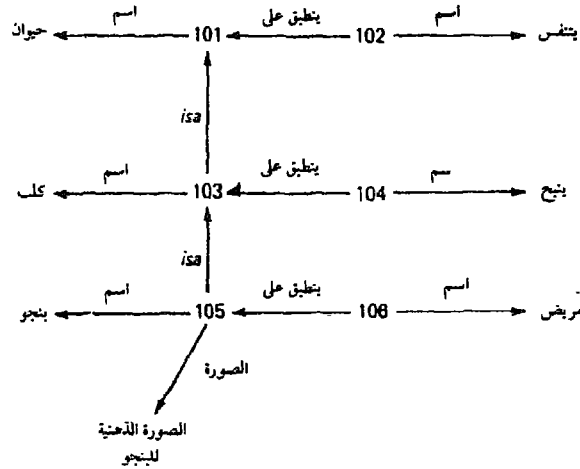 اسم ينطبق على اسم
حيوان 101 102 يتنفس
isa
اسم ينطبق على سم
كلب 103 104 ينبح
isa
اسم ينطبق على اسم
بنجو 105 106 مريض
الصورة
الصورة الذهنية
للبنجو